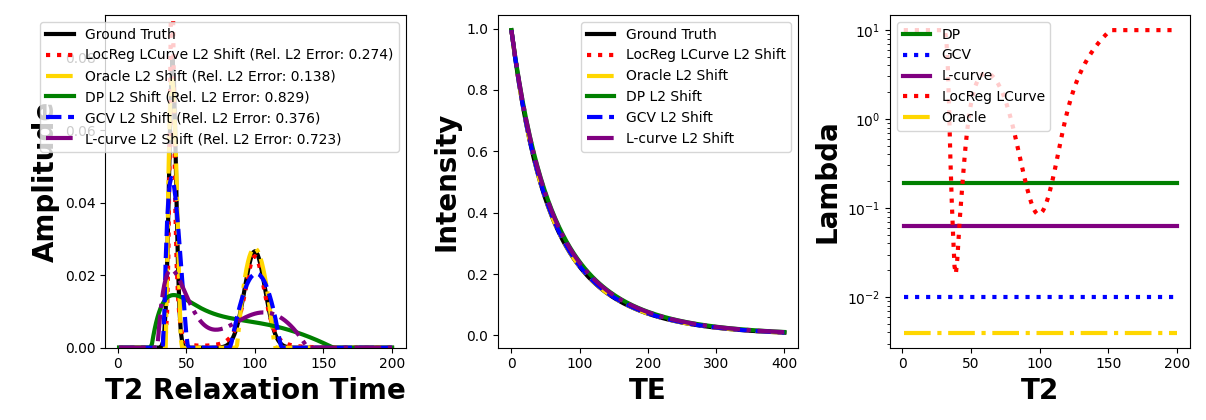 Ground Truth
LocReg LCurve L2 Shift (Rel. L2 Error: 0.274)
Oracle L2 Shift (Rel. L2 Error: 0.138)
DP L2 Shift (Rel. L2 Error: 0.829)
GCV L2 Shift (Rel. L2 Error: 0.376)
L-curve L2 Shift (Rel. L2 Error: 0.723)
Amplitude
0.08
0.06
0.04
0.02
0.00
0 50 100 150 200
T2 Relaxation Time
Ground Truth
LocReg LCurve L2 Shift
Oracle L2 Shift
DP L2 Shift
GCV L2 Shift
L-curve L2 Shift
Intensity
1.0
0.8
0.6
0.4
0.2
0.0
0 100 200 300 400
TE
DP
GCV
L-curve
LocReg LCurve
Oracle
Lambda
10¹
10⁰
10⁻¹
10⁻²
0 50 100 150 200
T2